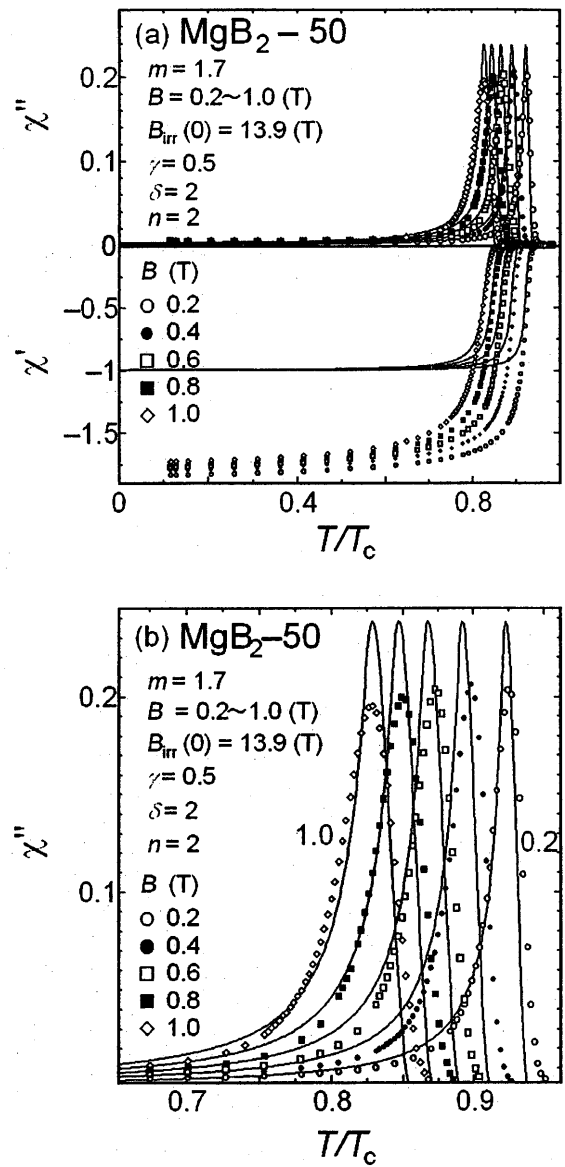 (a) MgB₂ – 50
m = 1.7
B = 0.2~1.0 (T)
B_irr (0) = 13.9 (T)
γ = 0.5
δ = 2
n = 2
χ''
0.2
0.1
0
B (T)
0.2
0.4
0.6
0.8
1.0
χ'
−0.5
−1
−1.5
0
0.4
0.8
T/T_c
(b) MgB₂–50
m = 1.7
B = 0.2~1.0 (T)
B_irr (0) = 13.9 (T)
γ = 0.5
δ = 2
n = 2
1.0
0.2
χ''
0.2
0.1
B (T)
0.2
0.4
0.6
0.8
1.0
0.7
0.8
0.9
T/T_c